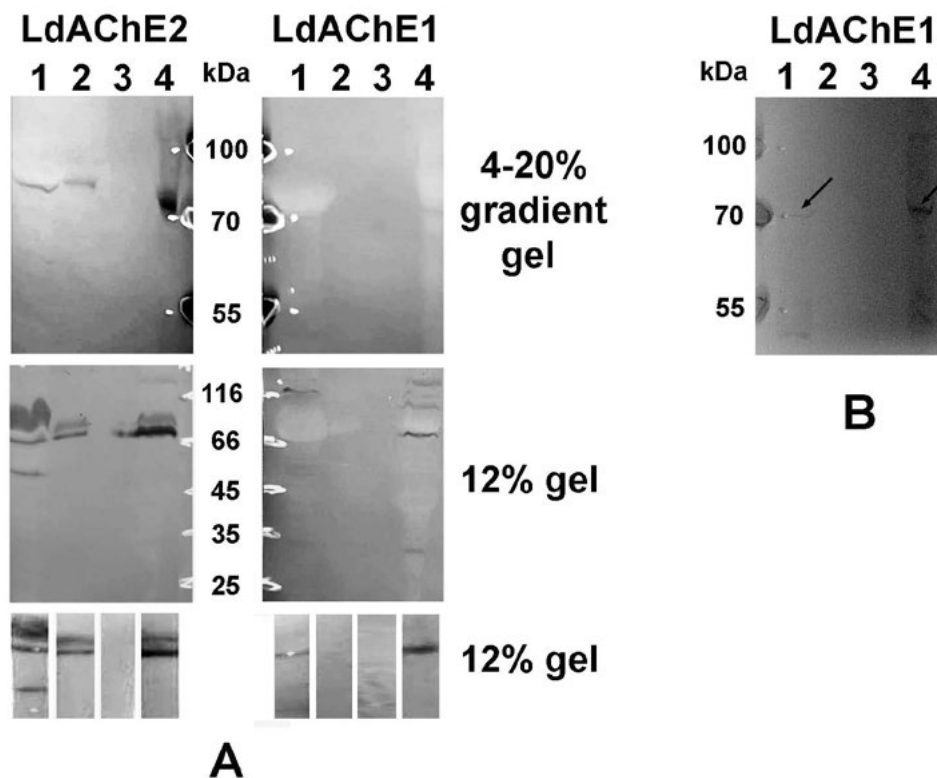 LdAChE2 LdAChE1 LdAChE1
1 2 3 4 kDa 1 2 3 4 kDa 1 2 3 4
100
70
55
4-20%
gradient
gel
100
70
55
116
66
45
35
25
12% gel
B
12% gel
A